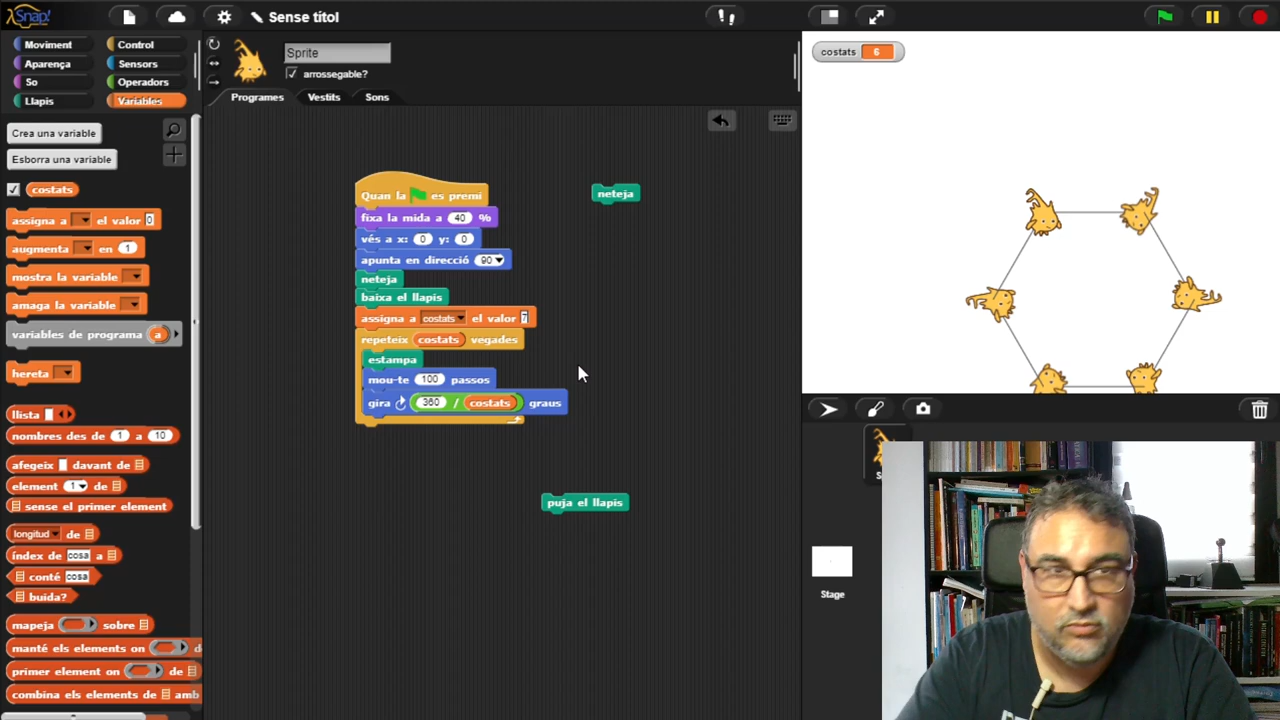 Snap!
Sense títol
Moviment
Control
Aparença
Sensors
So
Operadors
Llapis
Variables
Crea una variable
Esborra una variable
costats
assigna a el valor 0
augmenta en 1
mostra la variable
amaga la variable
variables de programa a
hereta
llista
nombres des de 1 a 10
afegeix davant de
element 1 de
sense el primer element
longitud de
índex de cosa a
conté cosa
buida?
mapeja sobre
manté els elements on d
primer element on de
combina els elements de amb
Sprite
arrossegable?
Programes
Vestits
Sons
Quan la es premi
fixa la mida a 40 %
vés a x: 0 y: 0
apunta en direcció 90
neteja
baixa el llapis
assigna a costats el valor 7
repeteix costats vegades
estampa
mou-te 100 passos
gira 360 / costats graus
neteja
puja el llapis
costats 6
S
Stage